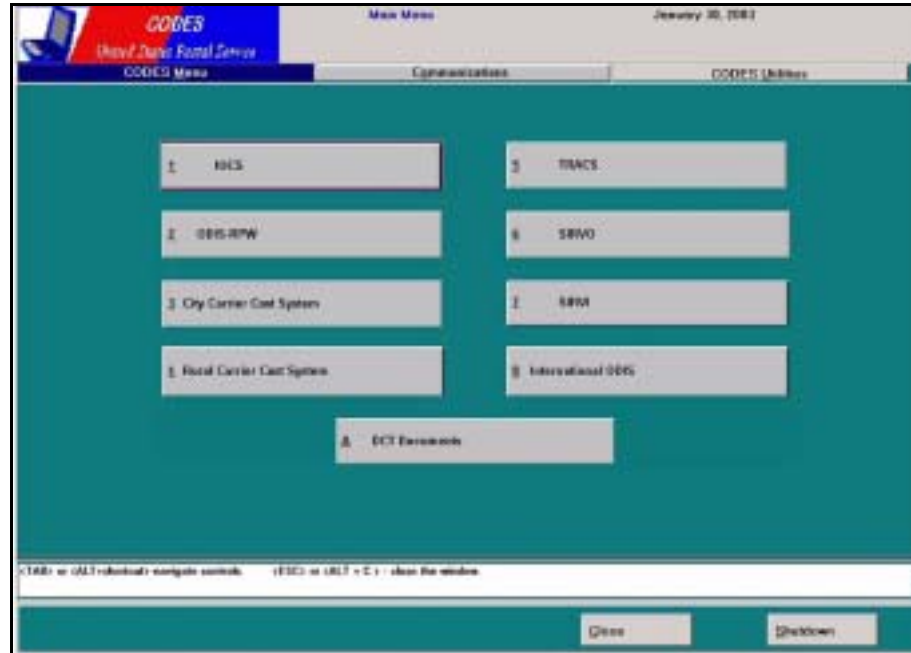 CODES
United States Postal Service
Main Menu
January 30, 2003
CODES Menu
Communications
CODES Utilities
1 IOCS
2 ODIS-RPW
3 City Carrier Cost System
4 Rural Carrier Cost System
5 TRACS
6 SIRVO
7 SIRVI
8 International ODIS
A DCT Documents
<TAB> or <ALT+shortcut> navigate controls. <ESC> or <ALT + C> - close the window.
Close
Shutdown